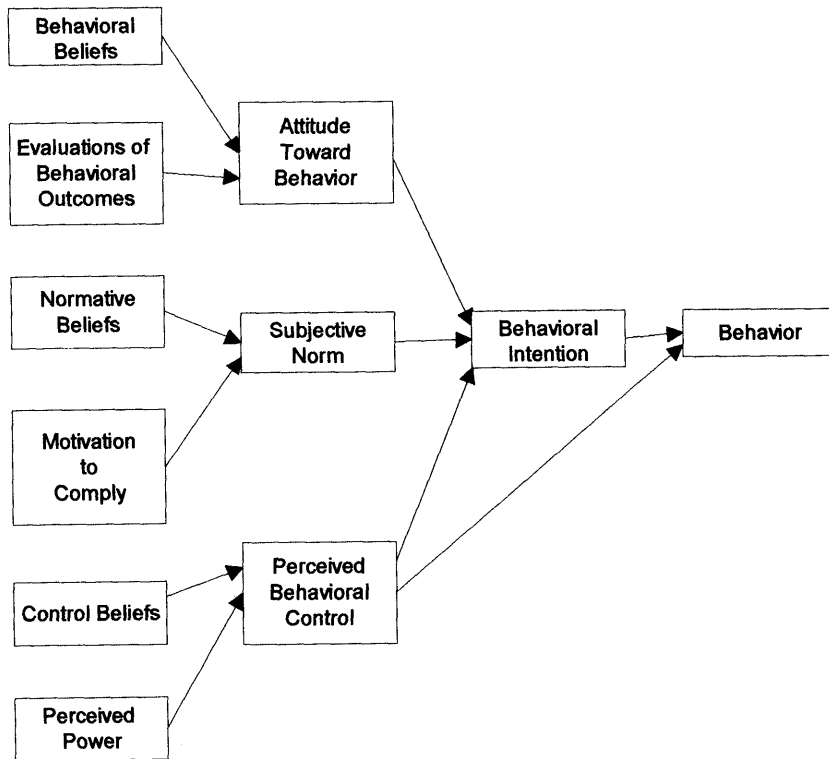 Behavioral
Beliefs
Evaluations of
Behavioral
Outcomes
Attitude
Toward
Behavior
Normative
Beliefs
Subjective
Norm
Behavioral
Intention
Behavior
Motivation
to
Comply
Control Beliefs
Perceived
Behavioral
Control
Perceived
Power